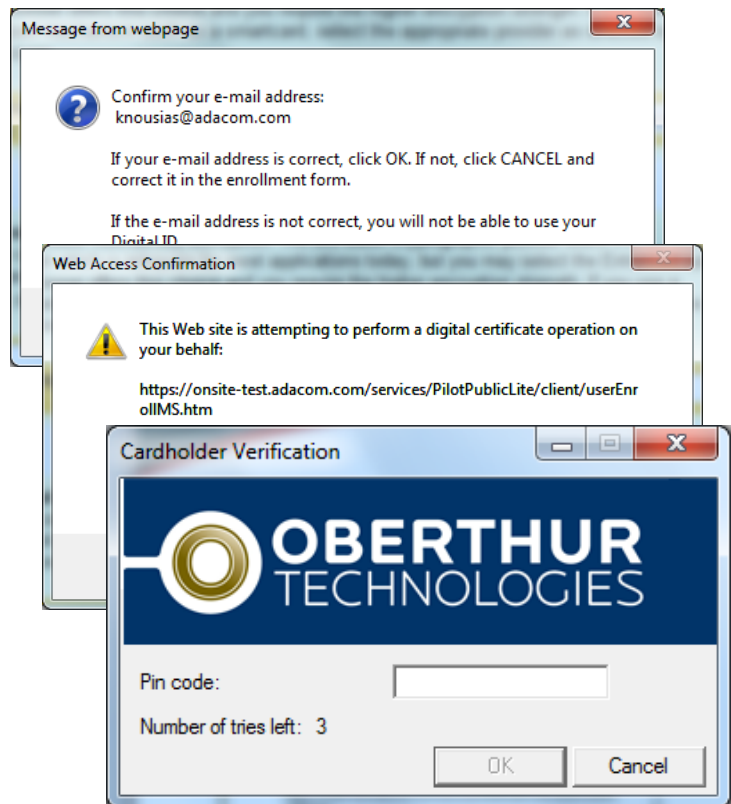 Message from webpage
Confirm your e-mail address:
knousias@adacom.com
If your e-mail address is correct, click OK. If not, click CANCEL and
correct it in the enrollment form.
If the e-mail address is not correct, you will not be able to use your
Digital ID
Web Access Confirmation
This Web site is attempting to perform a digital certificate operation on
your behalf:
https://onsite-test.adacom.com/services/PilotPublicLite/client/userEnr
ollMS.htm
Cardholder Verification
OBERTHUR
TECHNOLOGIES
Pin code:
Number of tries left: 3
OK Cancel